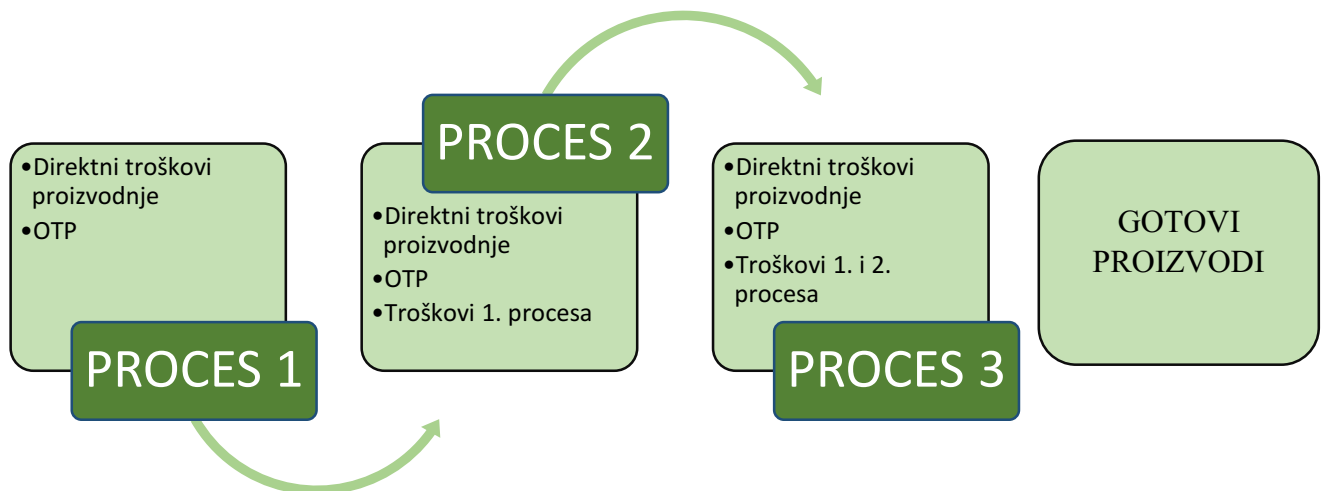 •Direktni troškovi
proizvodnje
•OTP
PROCES 1
PROCES 2
•Direktni troškovi
proizvodnje
•OTP
•Troškovi 1. procesa
•Direktni troškovi
proizvodnje
•OTP
•Troškovi 1. i 2.
procesa
PROCES 3
GOTOVI
PROIZVODI